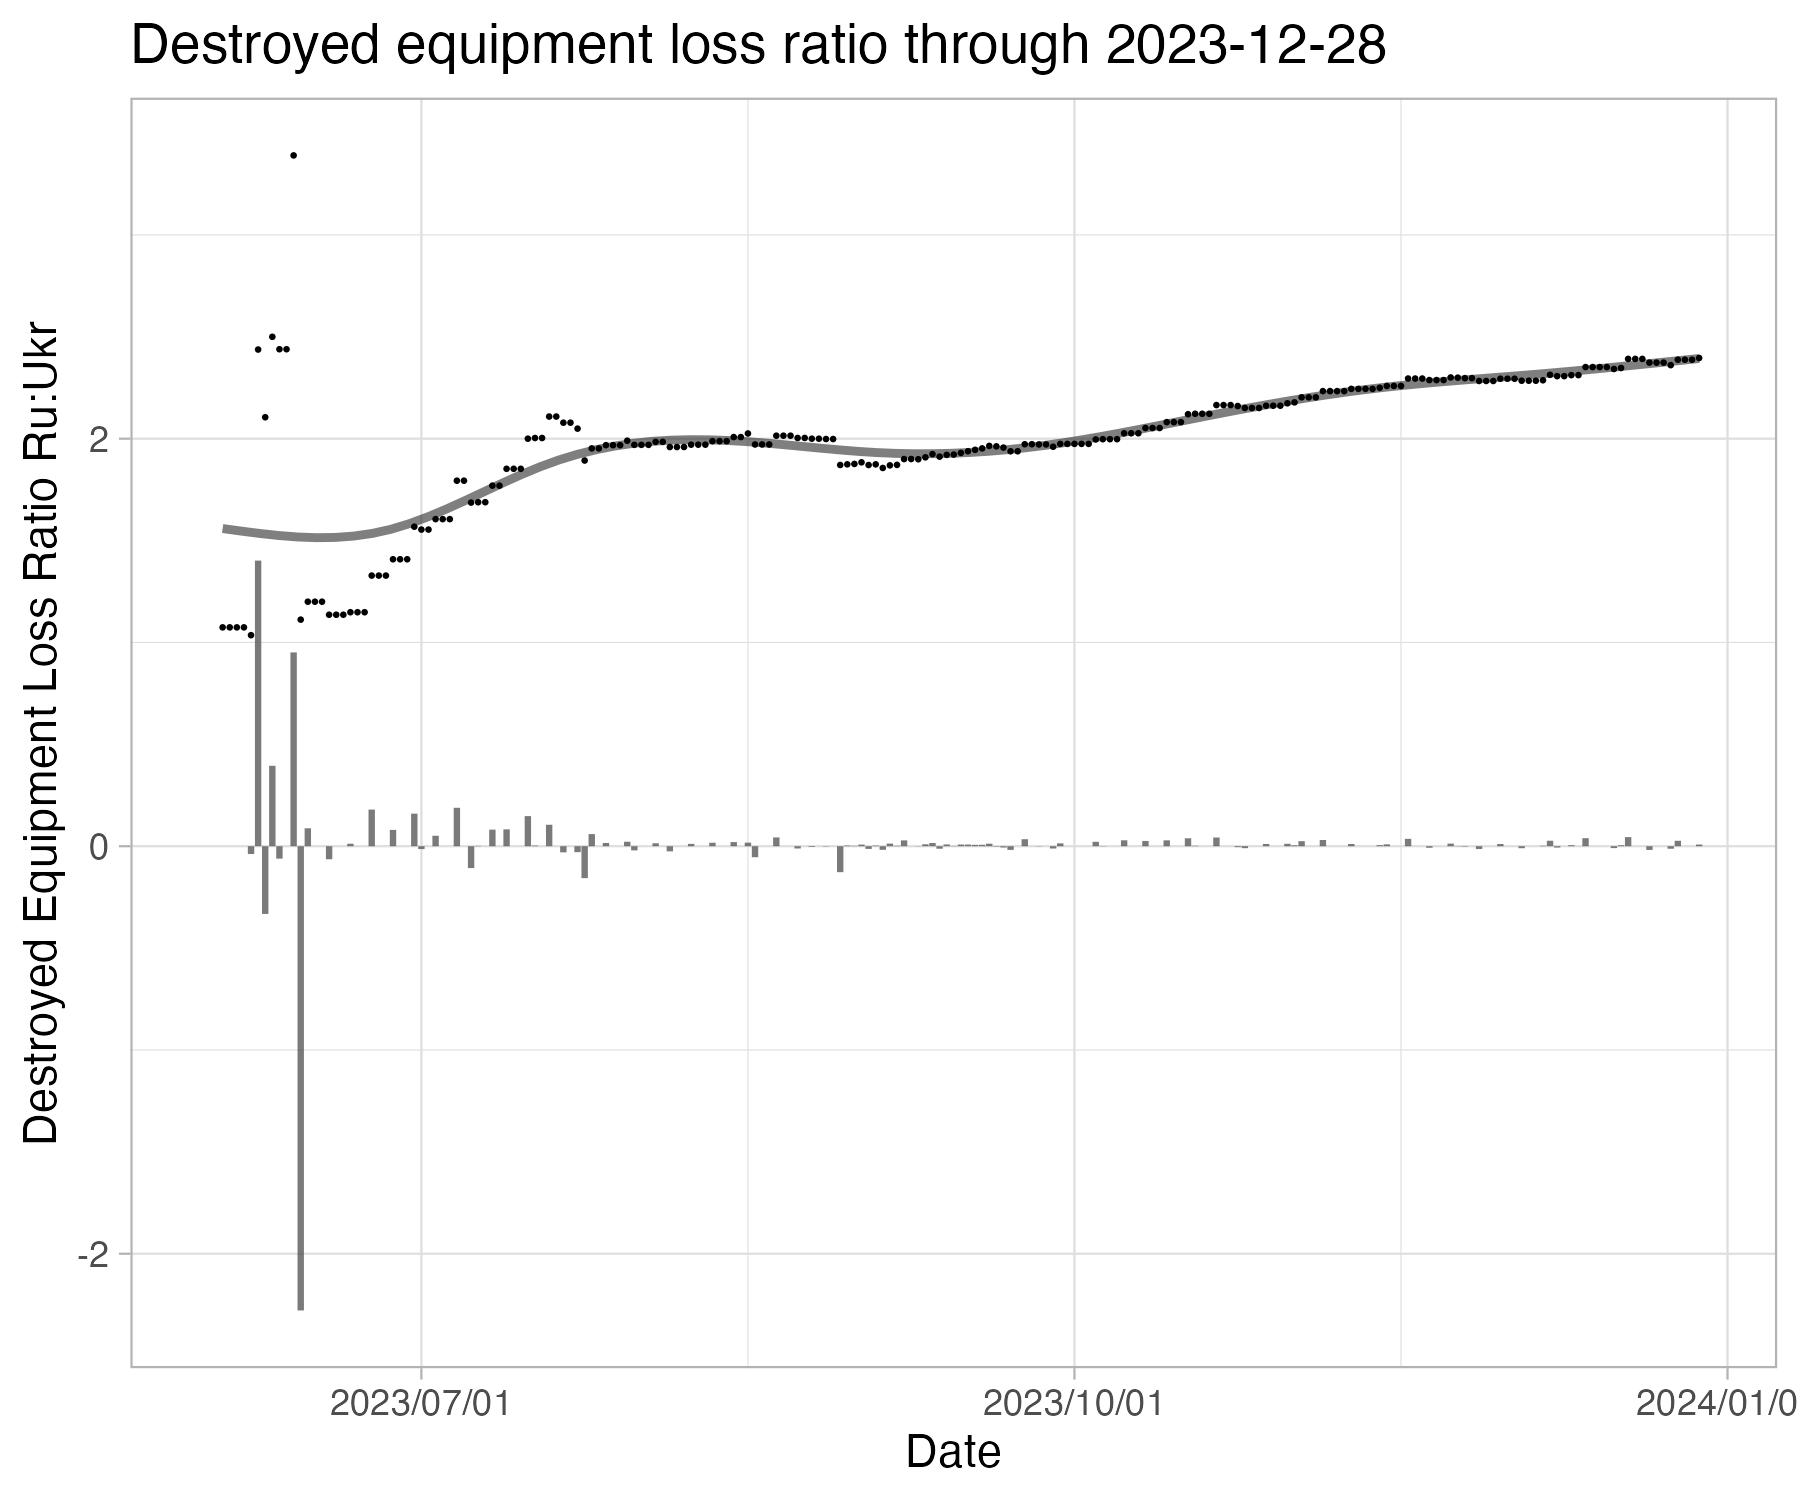 Destroyed equipment loss ratio through 2023-12-28
Destroyed Equipment Loss Ratio Ru:Ukr
2
0
-2
2023/07/01
2023/10/01
2024/01/0
Date